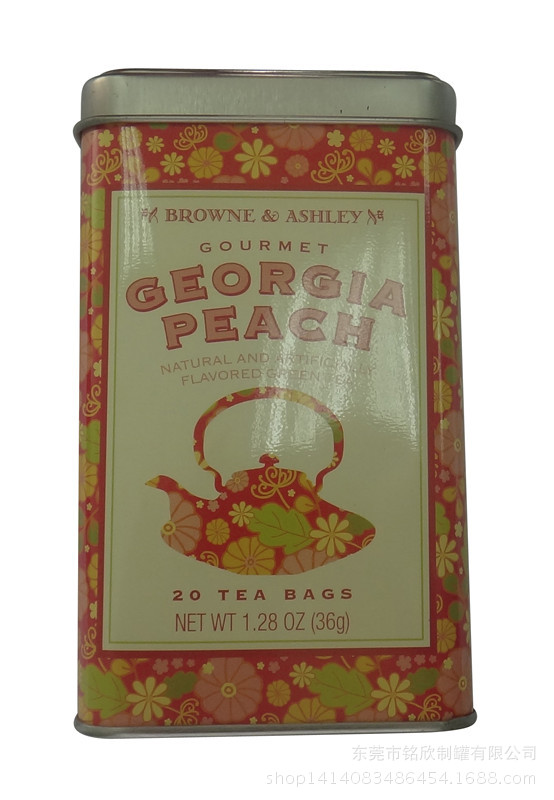 BROWNE & ASHLEY
GOURMET
GEORGIA
PEACH
NATURAL AND ARTIFICIALLY
FLAVORED GREEN TEA
20 TEA BAGS
NET WT 1.28 OZ (36g)
东莞市铭欣制罐有限公司
shop1414083486454.1688.com